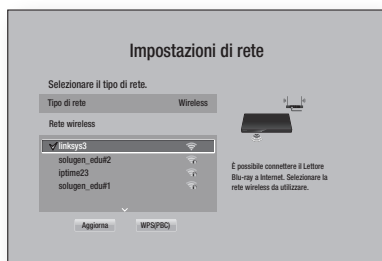 Impostazioni di rete
Selezionare il tipo di rete.
Tipo di rete Wireless
Rete wireless
linksys3
solugen_edu#2
iptime23
solugen_edu#1
Aggiorna WPS(PBC)
È possibile connettere il Lettore
Blu-ray a Internet. Selezionare la
rete wireless da utilizzare.